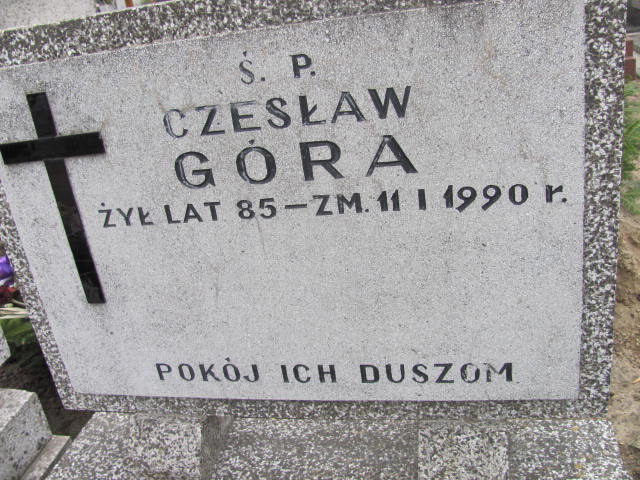 Ś. P.
CZESŁAW
GÓRA
ŻYŁ LAT 85 – ZM. 11 I 1990 r.
POKÓJ ICH DUSZOM